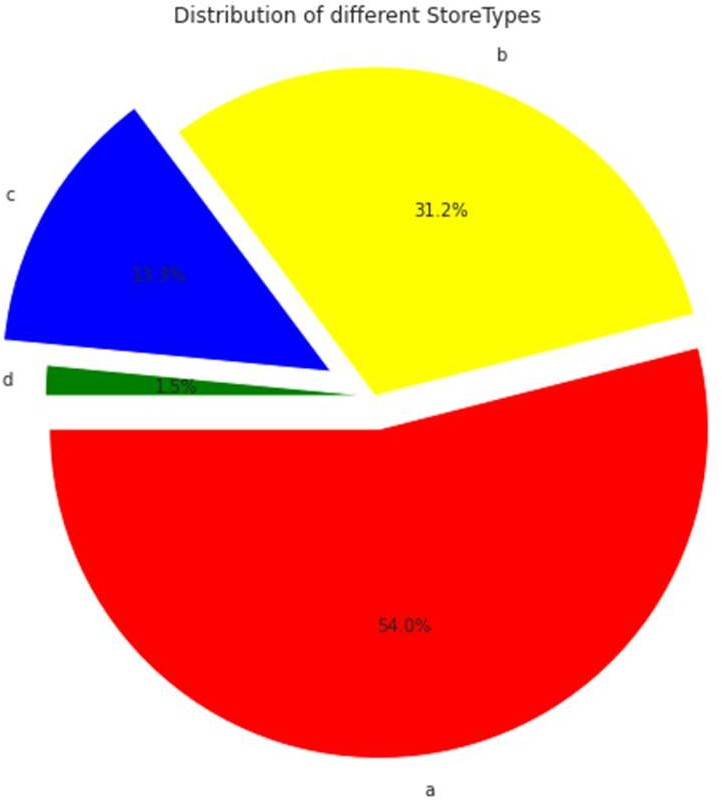 Distribution of different StoreTypes
b
c
31.2%
13.3%
d
1.5%
54.0%
a